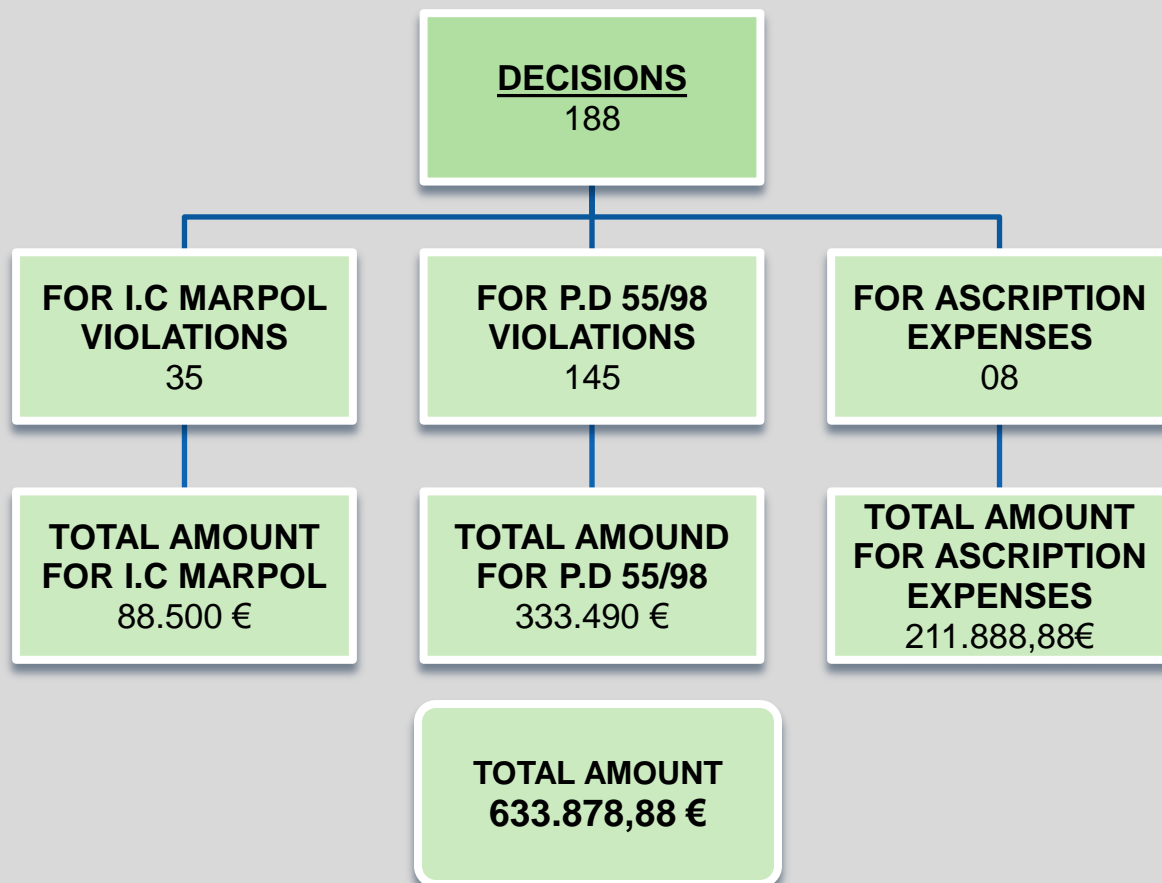 DECISIONS
188
FOR I.C MARPOL
VIOLATIONS
35
FOR P.D 55/98
VIOLATIONS
145
FOR ASCRIPTION
EXPENSES
08
TOTAL AMOUNT
FOR I.C MARPOL
88.500 €
TOTAL AMOUND
FOR P.D 55/98
333.490 €
TOTAL AMOUNT
FOR ASCRIPTION
EXPENSES
211.888,88€
TOTAL AMOUNT
633.878,88 €